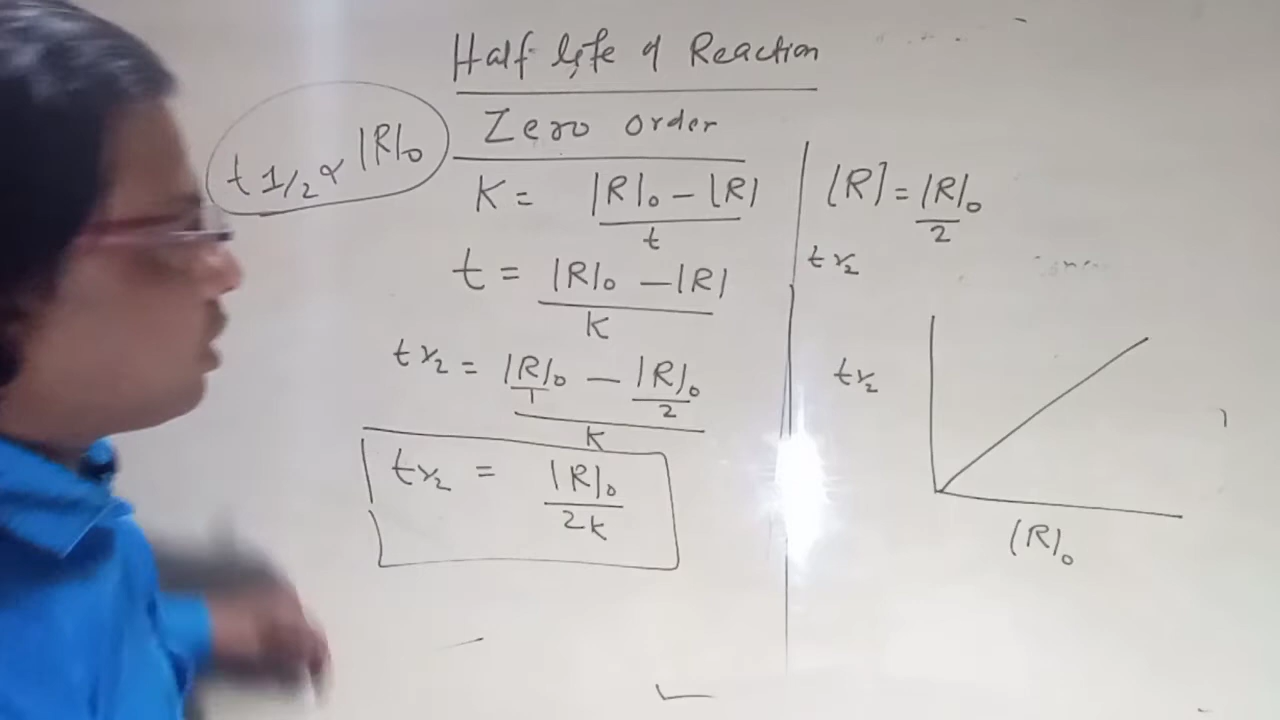 Half life of Reaction
Zero order
t 1/2 ∝ [R]₀
K = [R]₀ - [R]
t
t = [R]₀ - [R]
K
t½ = [R]₀ - [R]₀
1 2
K
t½ = [R]₀
2K
[R] = [R]₀
2
t½
t½
[R]₀